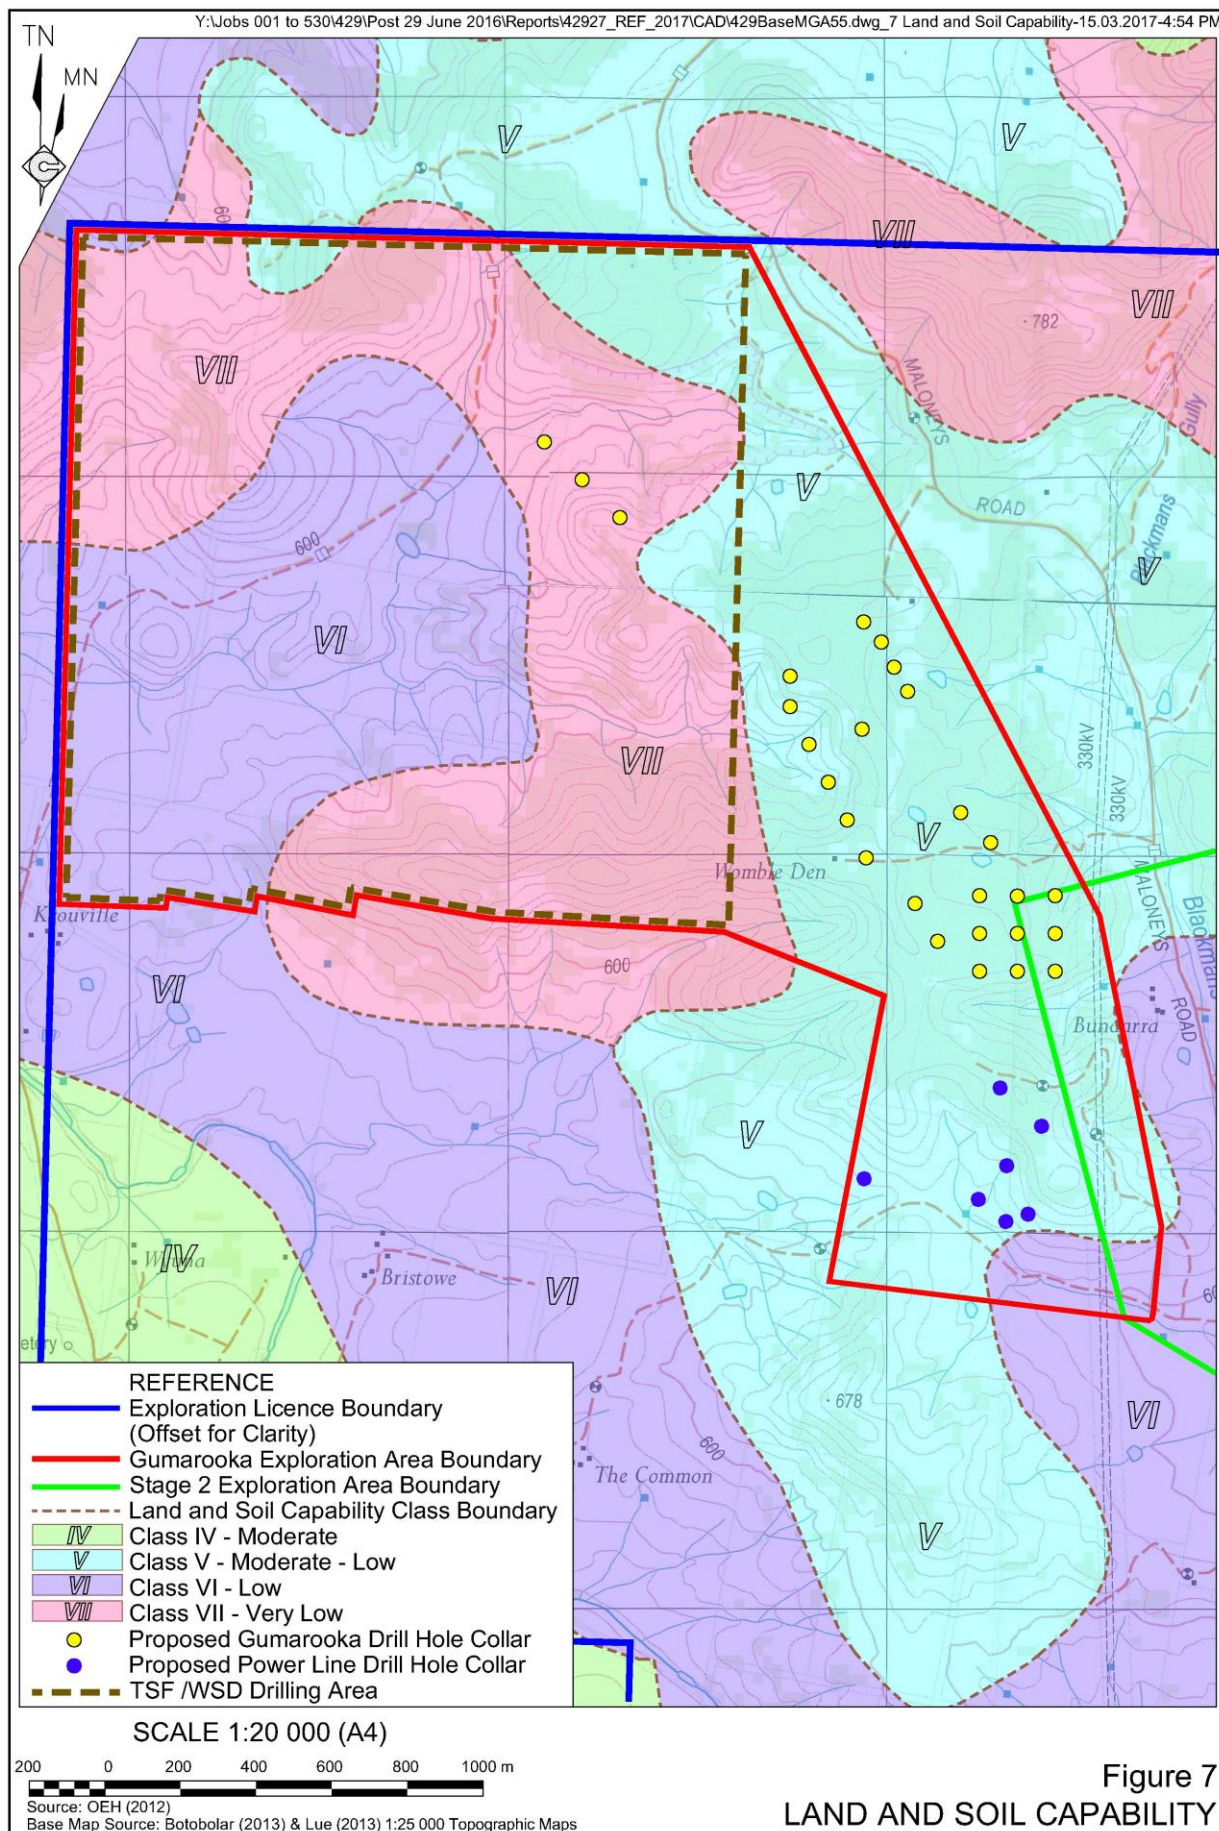 Y:\Jobs 001 to 530\429\Post 29 June 2016\Reports\42927_REF_2017\CAD\429BaseMGA55.dwg_7 Land and Soil Capability-15.03.2017-4:54 PM
TN
MN
V
V
VII
VII
782
VII
MALONEYS
Gully
V
ROAD
Blackmans
V
600
VI
330kV
330kV
VII
V
Womble Den
MALONEYS
Blackmans
Krouville
600
VI
Bundarra
ROAD
V
IV
Bristowe
VI
etery
678
VI
600
The Common
V
REFERENCE
Exploration Licence Boundary
(Offset for Clarity)
Gumarooka Exploration Area Boundary
Stage 2 Exploration Area Boundary
Land and Soil Capability Class Boundary
IV Class IV - Moderate
V Class V - Moderate - Low
VI Class VI - Low
VII Class VII - Very Low
Proposed Gumarooka Drill Hole Collar
Proposed Power Line Drill Hole Collar
TSF /WSD Drilling Area
SCALE 1:20 000 (A4)
200 0 200 400 600 800 1000 m
Source: OEH (2012)
Base Map Source: Botobolar (2013) & Lue (2013) 1:25 000 Topographic Maps
Figure 7
LAND AND SOIL CAPABILITY